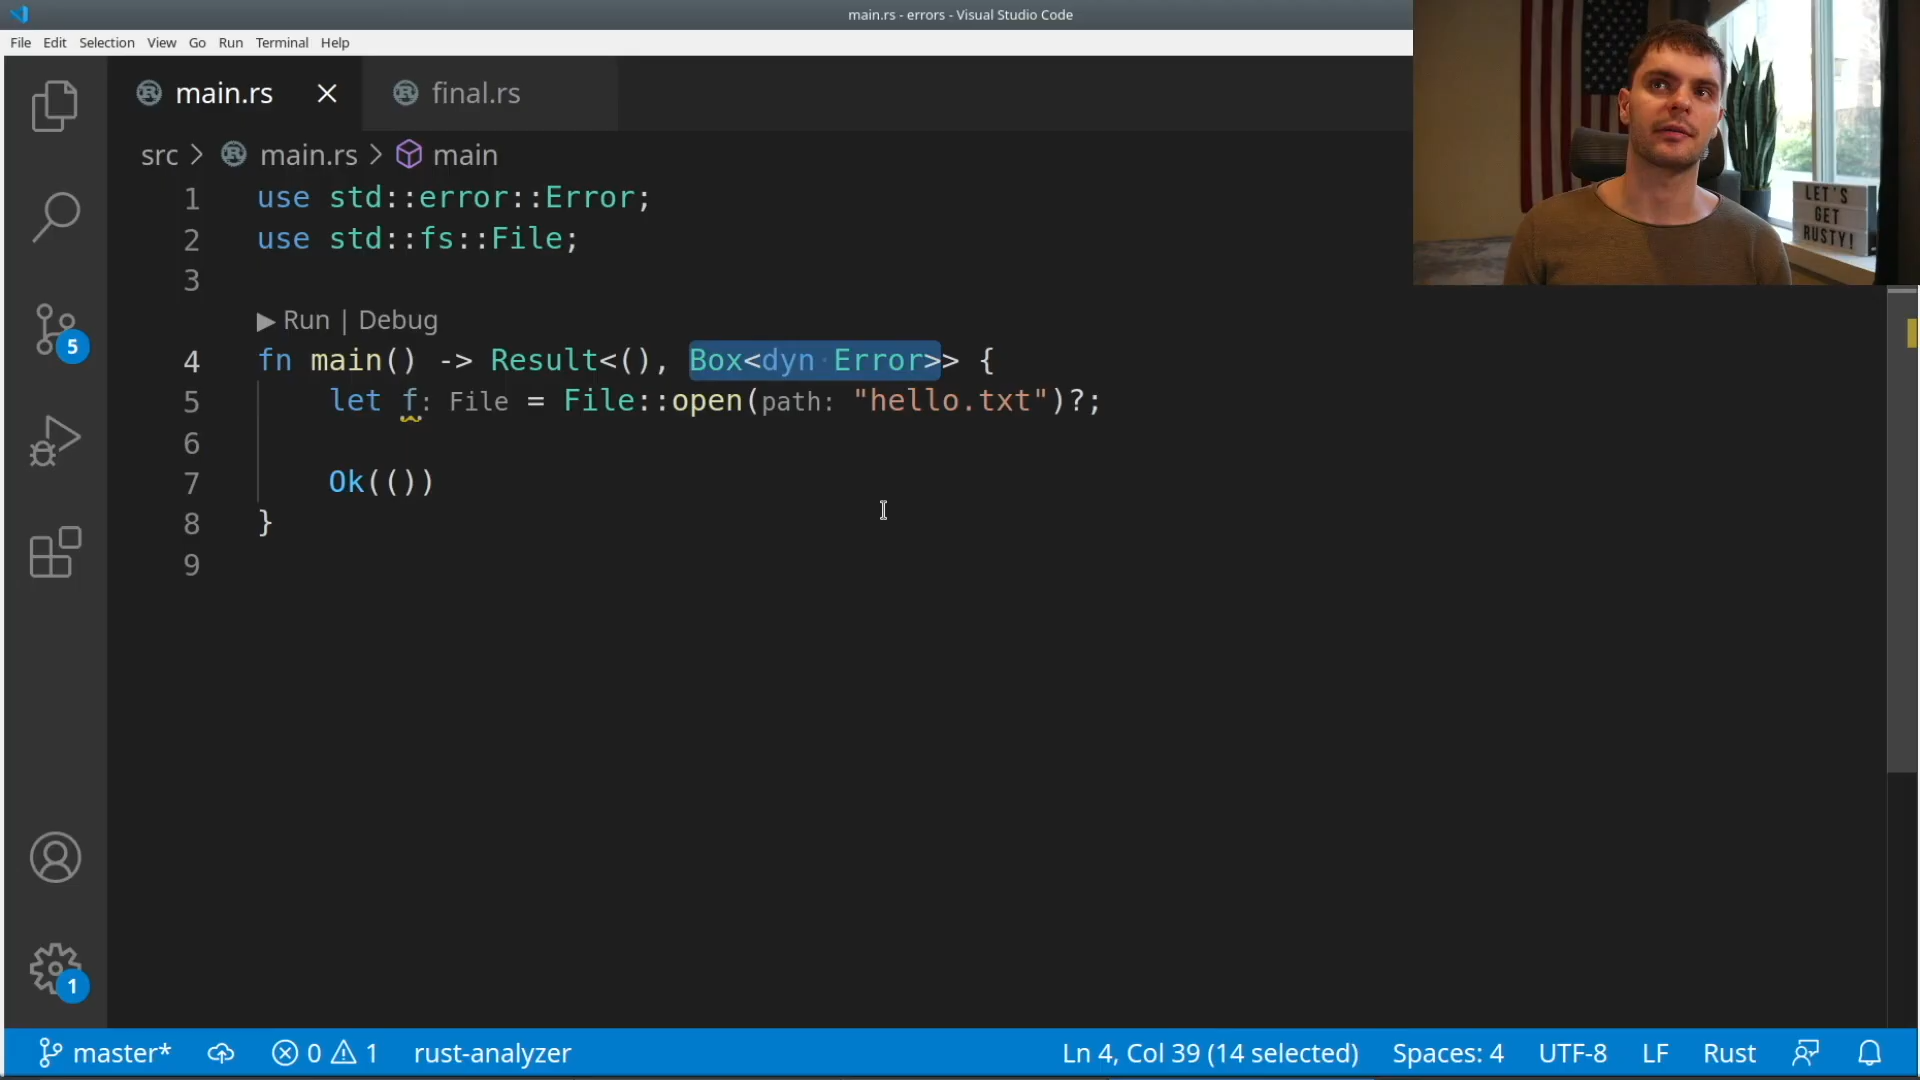 main.rs - errors - Visual Studio Code
File Edit Selection View Go Run Terminal Help
main.rs final.rs
src > main.rs > main
1 use std::error::Error;
2 use std::fs::File;
3
Run | Debug
4 fn main() -> Result<(), Box<dyn Error>> {
5 let f: File = File::open(path: "hello.txt")?;
6
7 Ok(())
8 }
9
5
1
LET'S
GET
RUSTY!
master* 0 1 rust-analyzer Ln 4, Col 39 (14 selected) Spaces: 4 UTF-8 LF Rust